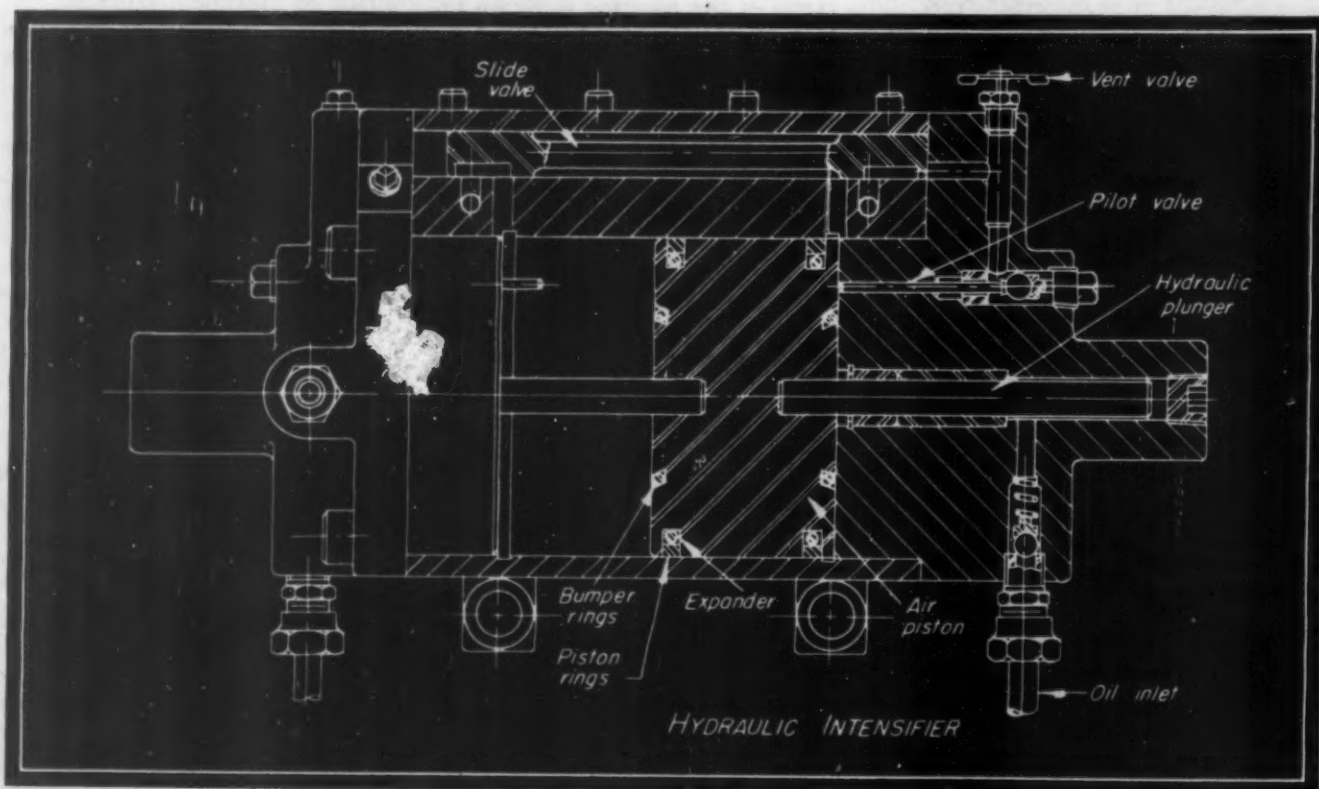 Slide
valve
Vent valve
Pilot valve
Hydraulic
plunger
Bumper
rings
Expander
Air
piston
Piston
rings
Oil inlet
HYDRAULIC INTENSIFIER